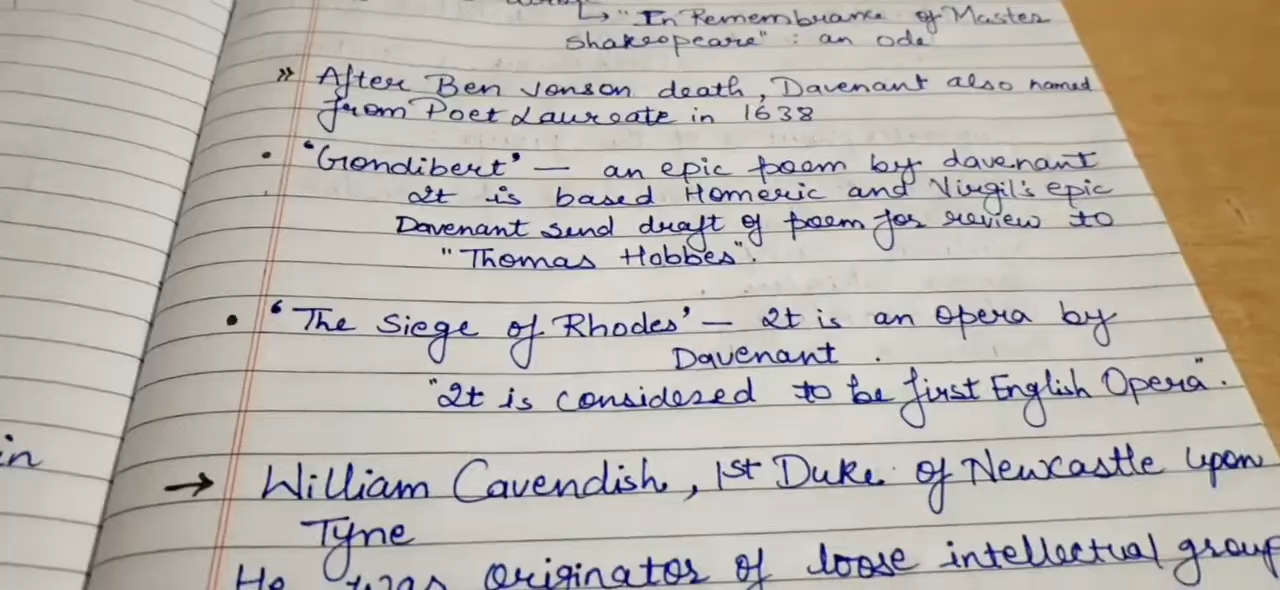 ↳ "In Remembrance of Master
Shakespeare" : an ode
» After Ben Jonson death, Davenant also named
from Poet Laureate in 1638
• 'Gondibert' – an epic poem by davenant
It is based Homeric and Virgil's epic
Davenant send draft of poem for review to
"Thomas Hobbes".
• 'The Siege of Rhodes' – It is an opera by
Davenant.
"It is considered to be first English Opera".
in
→ William Cavendish, 1st Duke of Newcastle upon
Tyne
He was originator of loose intellectual group